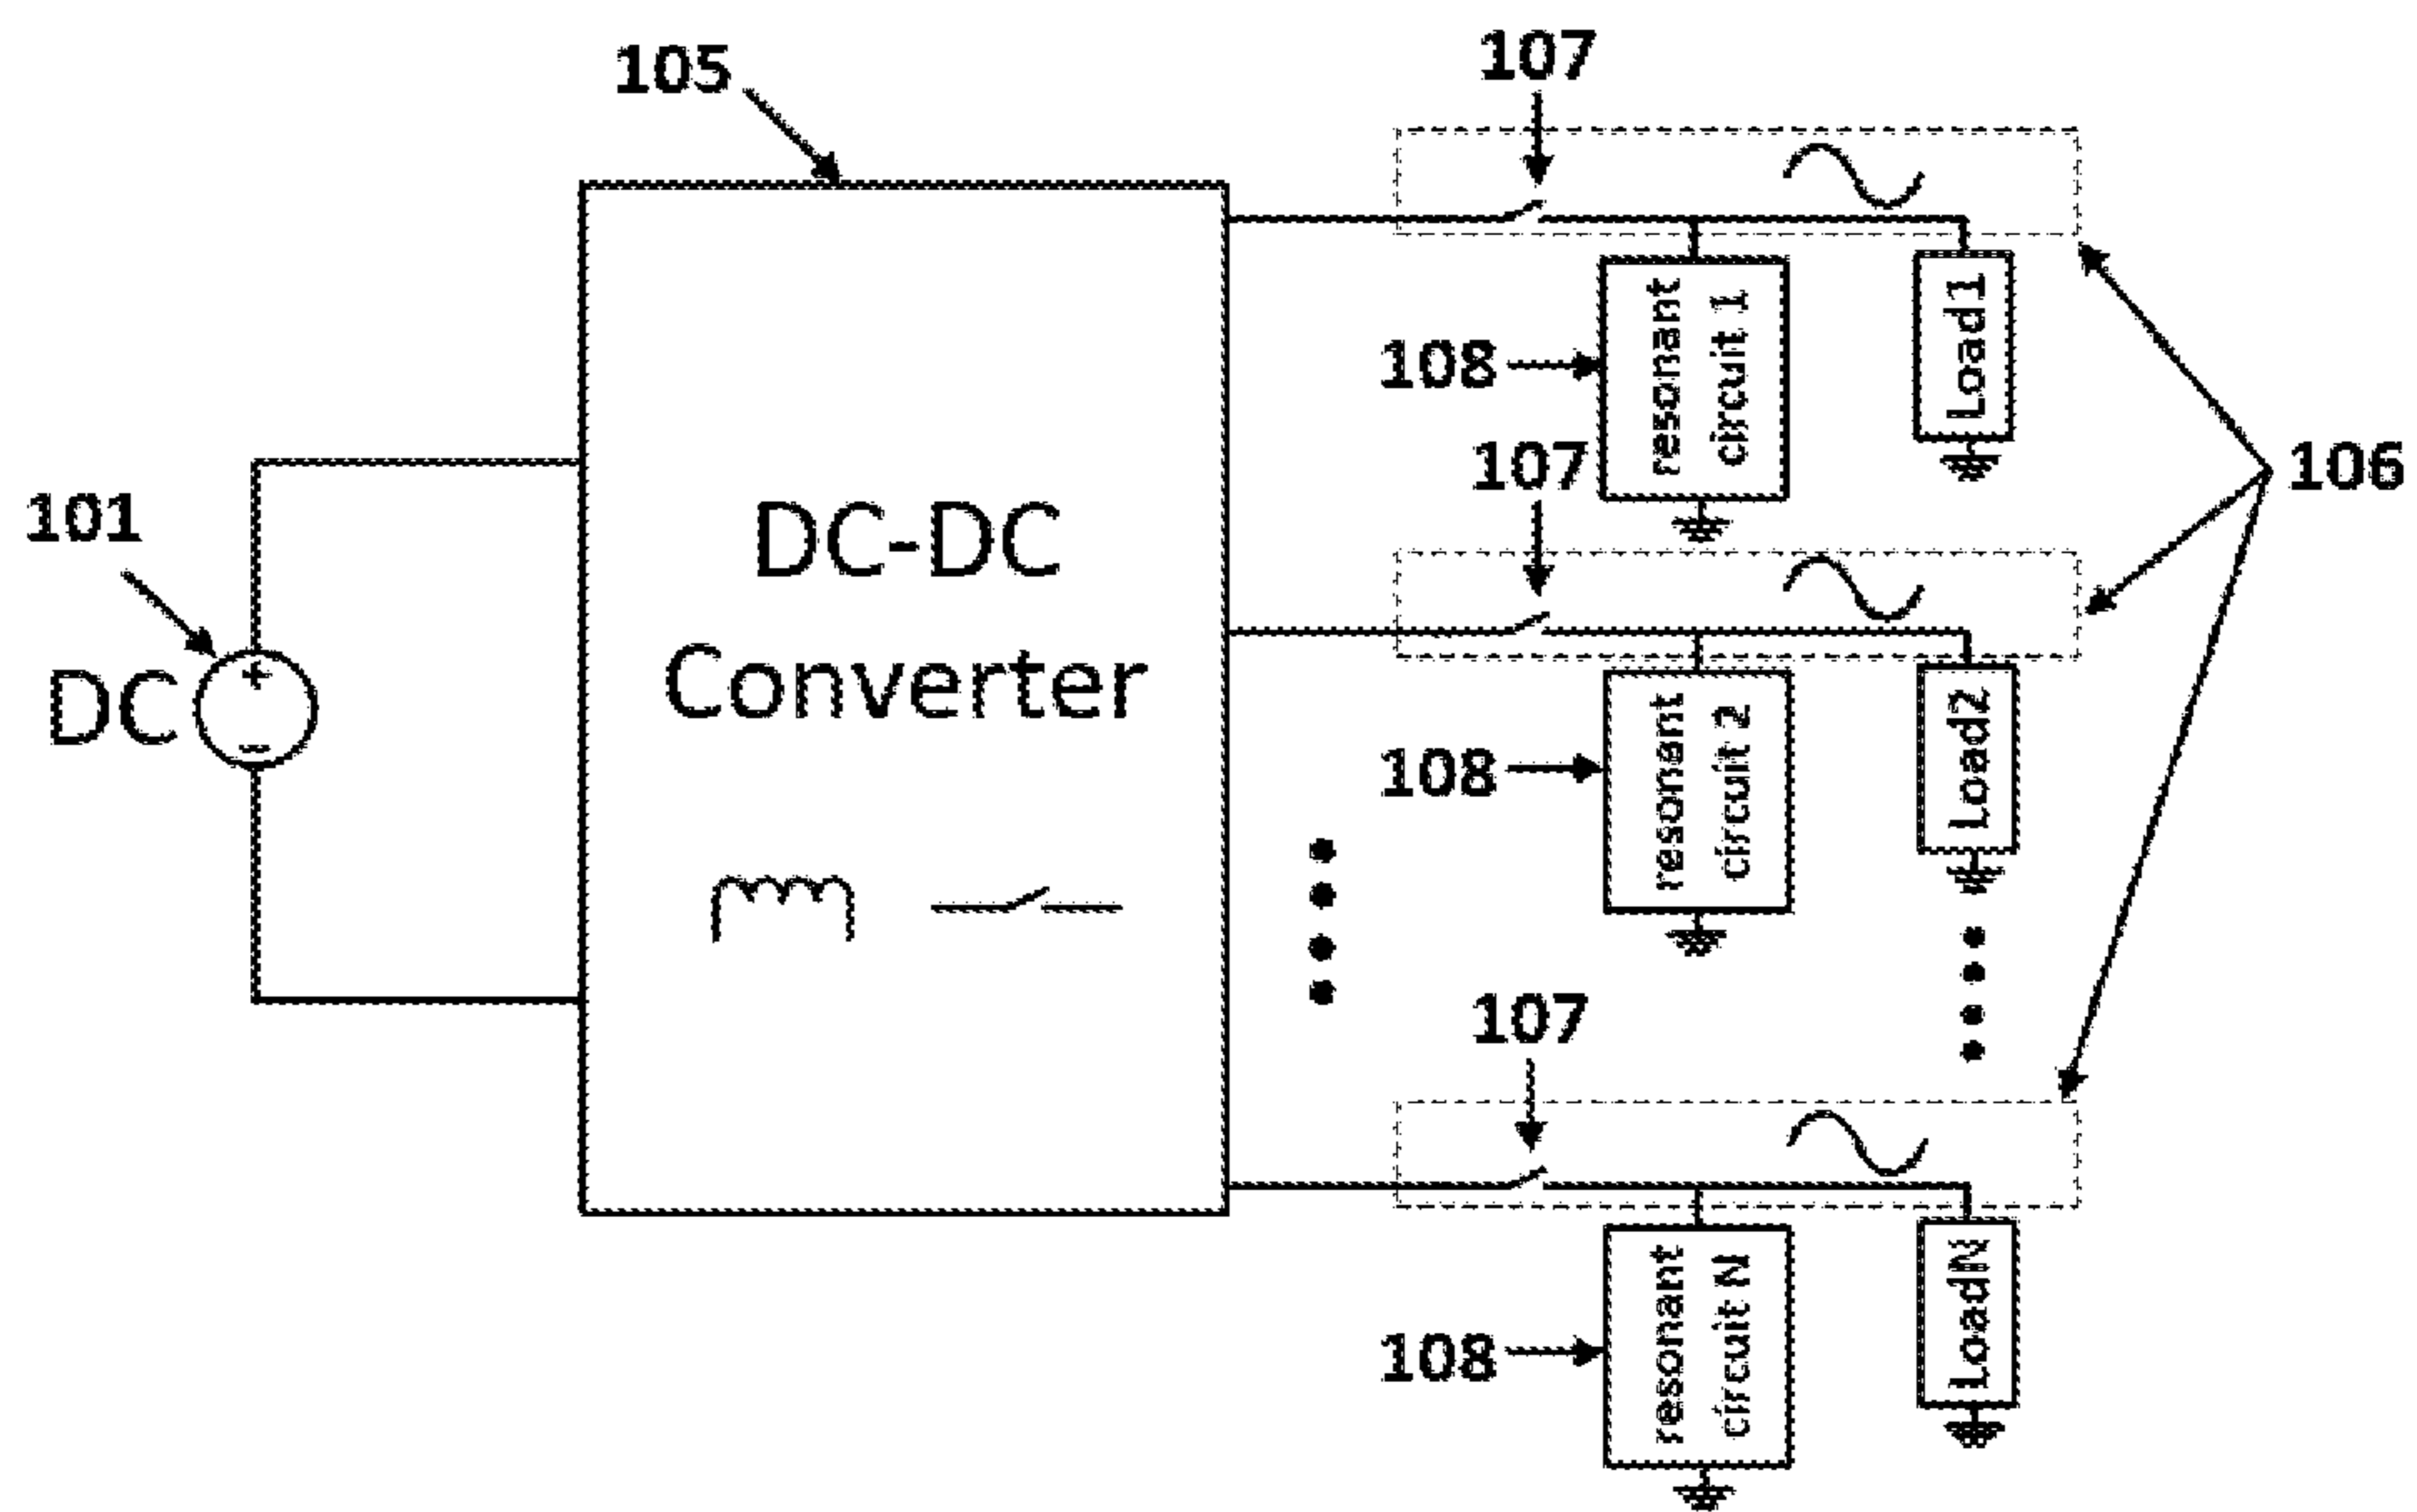 105
107
101
DC
+
-
DC-DC
Converter
108
resonant
circuit 1
Load1
106
107
108
resonant
circuit 2
Load2
107
108
resonant
circuit N
LoadN